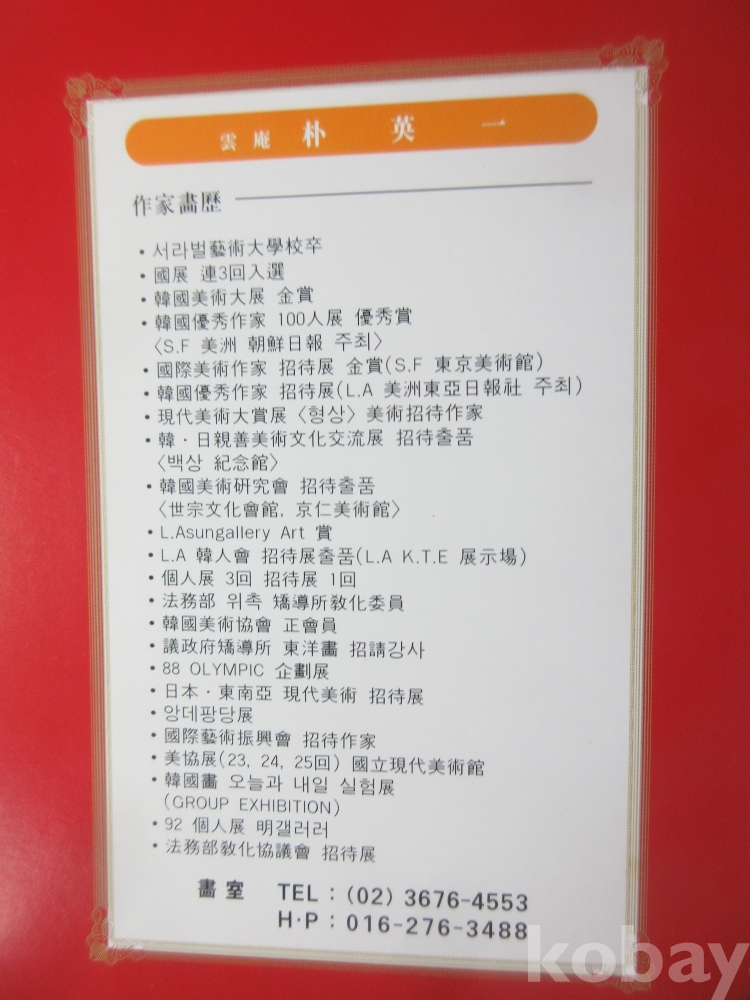 雲庵 朴英一
作家畵歷
• 서라벌藝術大學校卒
• 國展 連3回入選
• 韓國美術大展 金賞
• 韓國優秀作家 100人展 優秀賞
〈S.F 美洲 朝鮮日報 주최〉
• 國際美術作家 招待展 金賞(S.F 東京美術館)
• 韓國優秀作家 招待展(L.A 美洲東亞日報社 주최)
• 現代美術大賞展〈형상〉美術招待作家
• 韓·日親善美術文化交流展 招待출품
〈백상 紀念館〉
• 韓國美術研究會 招待출품
〈世宗文化會館, 京仁美術館〉
• L.Asungallery Art 賞
• L.A 韓人會 招待展출품(L.A K.T.E 展示場)
• 個人展 3回 招待展 1回
• 法務部 위촉 矯導所敎化委員
• 韓國美術協會 正會員
• 議政府矯導所 東洋畵 招請강사
• 88 OLYMPIC 企劃展
• 日本·東南亞 現代美術 招待展
• 앙데팡당展
• 國際藝術振興會 招待作家
• 美協展(23, 24, 25回) 國立現代美術館
• 韓國畵 오늘과 내일 실험展
(GROUP EXHIBITION)
• 92 個人展 明갤러러
• 法務部敎化協議會 招待展
畵室 TEL : (02) 3676-4553
H·P : 016-276-3488
kobay